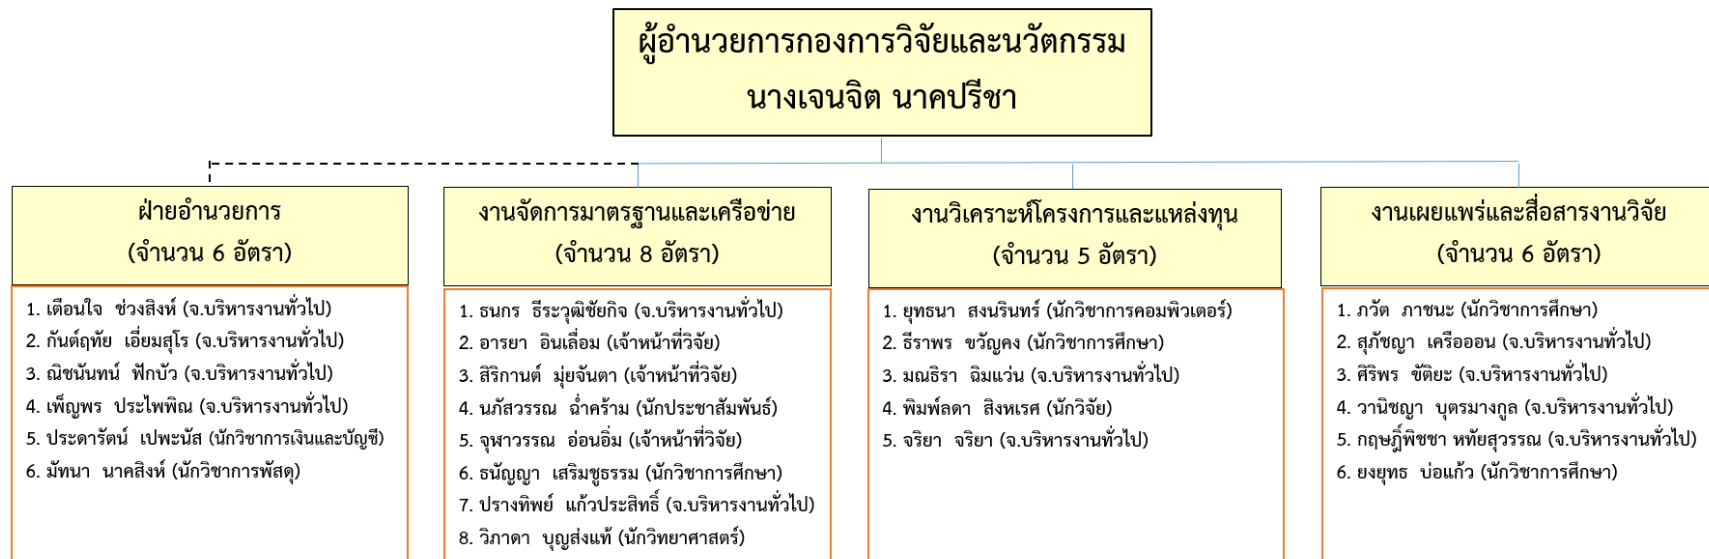 ผู้อำนวยการกองการวิจัยและนวัตกรรม
นางเจนจิต นาคปรีชา
ฝ่ายอำนวยการ
(จำนวน 6 อัตรา)
1. เตือนใจ ช่วงสิงห์ (จ.บริหารงานทั่วไป)
2. กันต์ฤทัย เอี่ยมสุโร (จ.บริหารงานทั่วไป)
3. ณิชนันทน์ ฟักบัว (จ.บริหารงานทั่วไป)
4. เพ็ญพร ประไพพิณ (จ.บริหารงานทั่วไป)
5. ประดารัตน์ เปพะนัส (นักวิชาการเงินและบัญชี)
6. มัทนา นาคสิงห์ (นักวิชาการพัสดุ)
งานจัดการมาตรฐานและเครือข่าย
(จำนวน 8 อัตรา)
1. ธนกร ธีระวุฒิชัยกิจ (จ.บริหารงานทั่วไป)
2. อารยา อินเลื่อม (เจ้าหน้าที่วิจัย)
3. สิริกานต์ มุ่ยจันตา (เจ้าหน้าที่วิจัย)
4. นภัสวรรณ ฉ่ำคร้าม (นักประชาสัมพันธ์)
5. จุฬาวรรณ อ่อนอิ่ม (เจ้าหน้าที่วิจัย)
6. ธนัญญา เสริมชูธรรม (นักวิชาการศึกษา)
7. ปรางทิพย์ แก้วประสิทธิ์ (จ.บริหารงานทั่วไป)
8. วิภาดา บุญส่งแท้ (นักวิทยาศาสตร์)
งานวิเคราะห์โครงการและแหล่งทุน
(จำนวน 5 อัตรา)
1. ยุทธนา สงนรินทร์ (นักวิชาการคอมพิวเตอร์)
2. ธีราพร ขวัญคง (นักวิชาการศึกษา)
3. มณธิรา ฉิมแว่น (จ.บริหารงานทั่วไป)
4. พิมพ์ลดา สิงหเรศ (นักวิจัย)
5. จริยา จริยา (จ.บริหารงานทั่วไป)
งานเผยแพร่และสื่อสารงานวิจัย
(จำนวน 6 อัตรา)
1. ภวัต ภาชนะ (นักวิชาการศึกษา)
2. สุภัชญา เครือออน (จ.บริหารงานทั่วไป)
3. ศิริพร ขัติยะ (จ.บริหารงานทั่วไป)
4. วานิชญา บุตรมางกูล (จ.บริหารงานทั่วไป)
5. กฤษฎิ์พิชชา หทัยสุวรรณ (จ.บริหารงานทั่วไป)
6. ยงยุทธ บ่อแก้ว (นักวิชาการศึกษา)